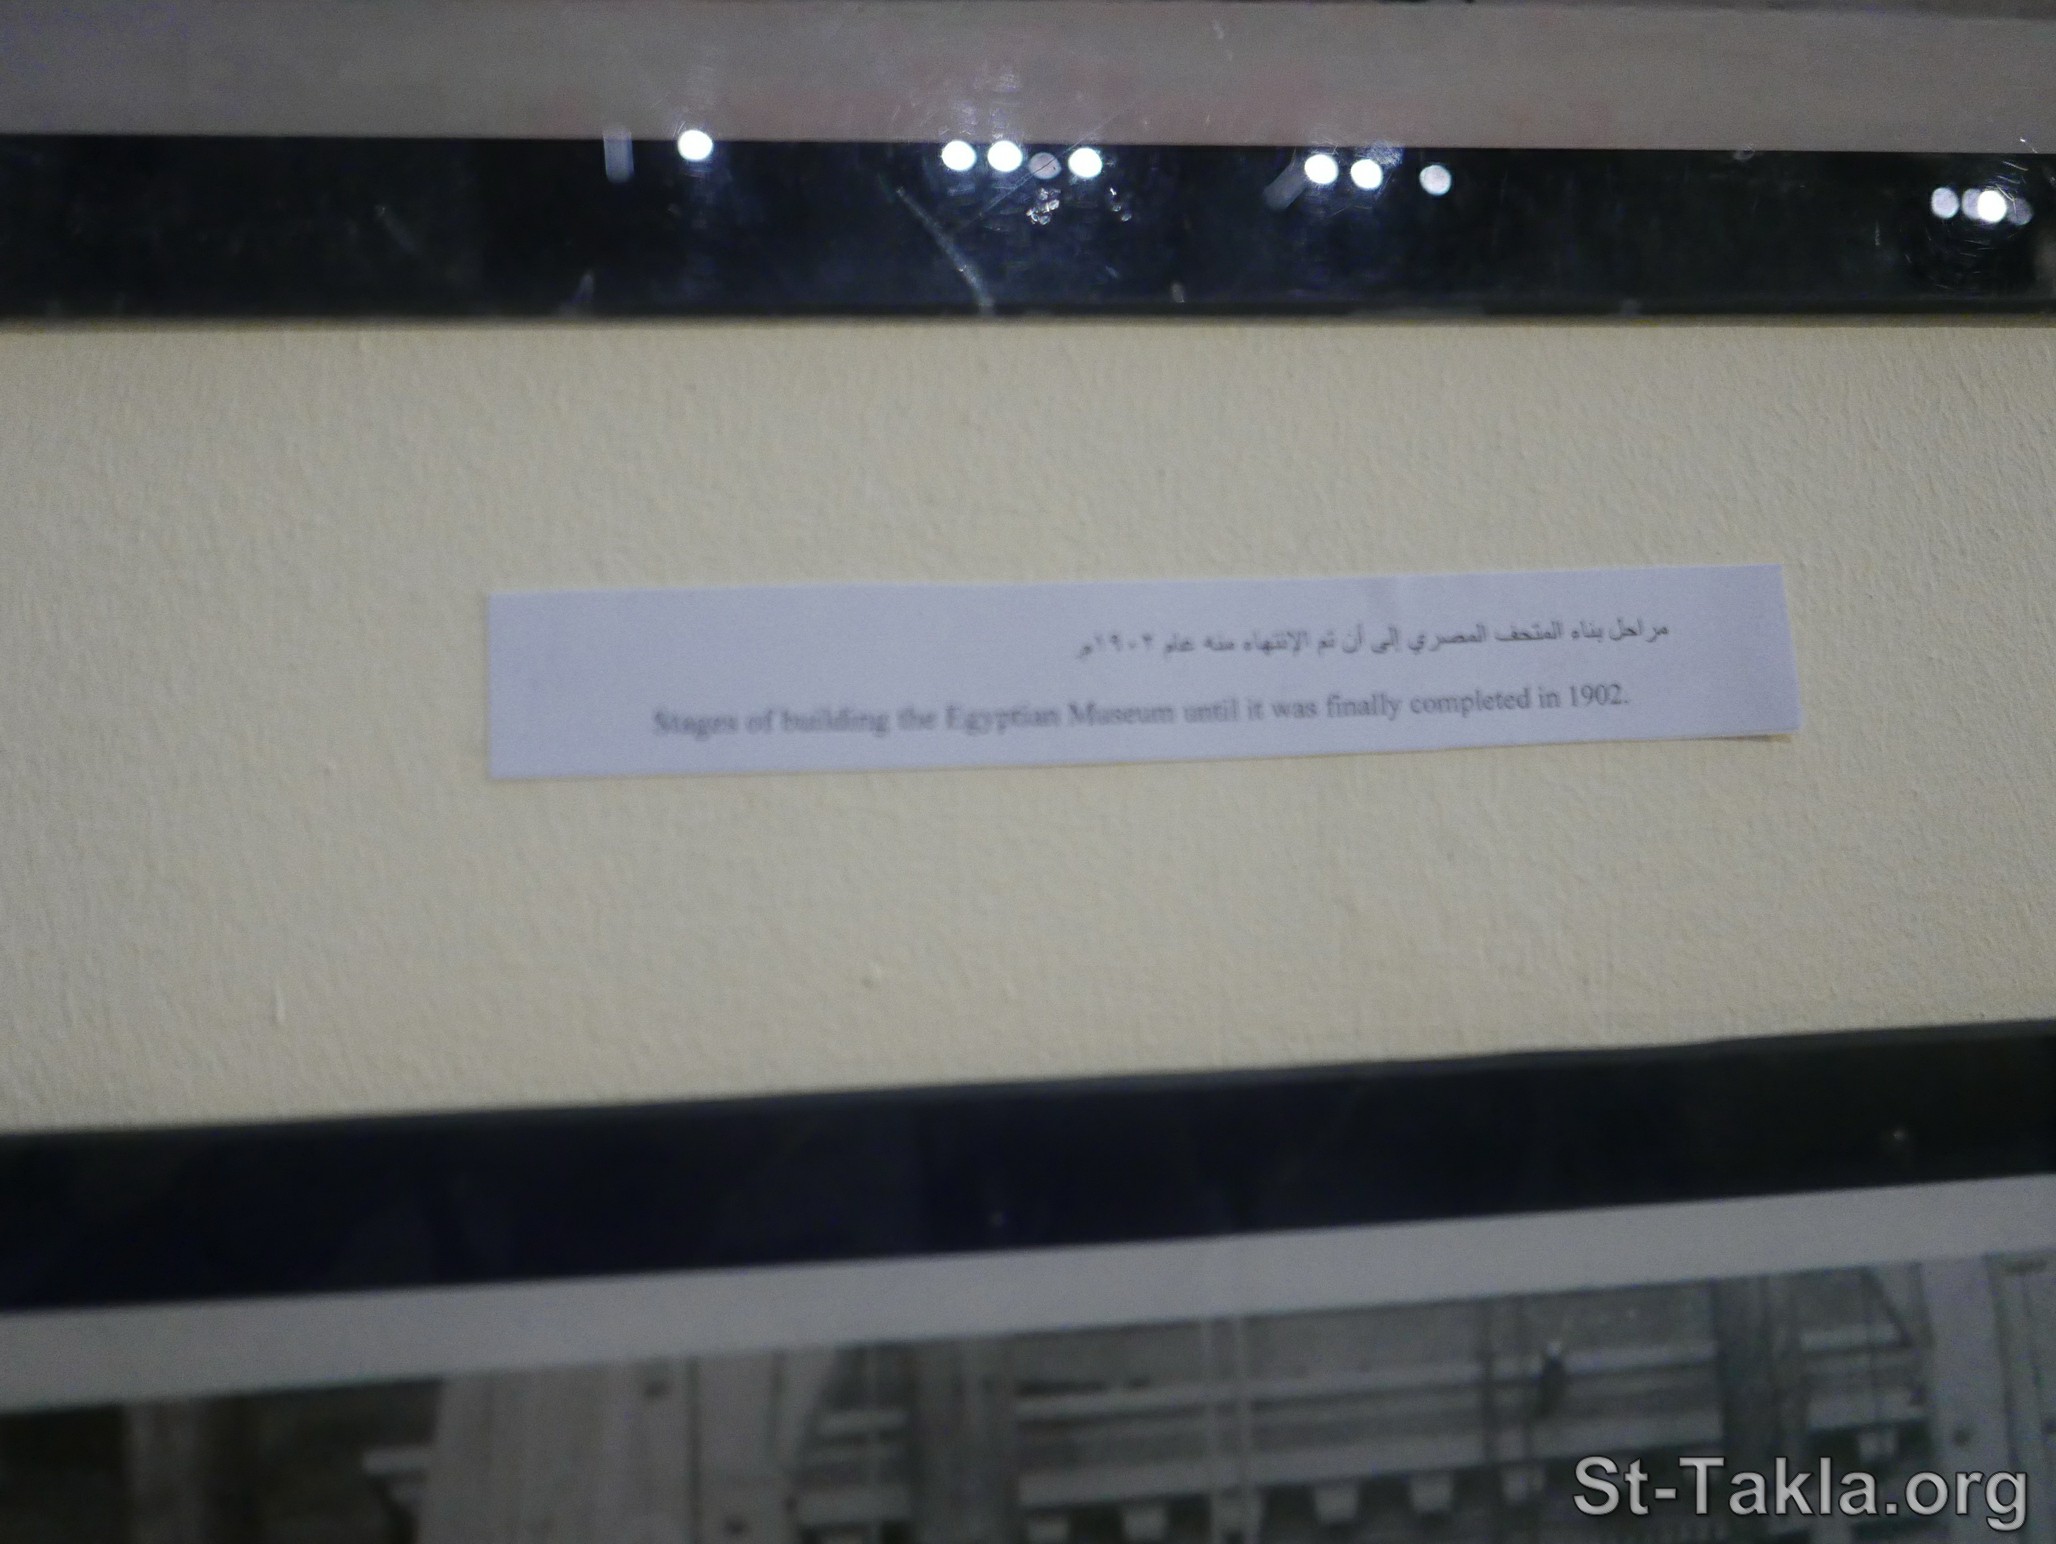 مراحل بناء المتحف المصري إلى أن تم الإنتهاء منه عام ١٩٠٢م
Stages of building the Egyptian Museum until it was finally completed in 1902.
St-Takla.org